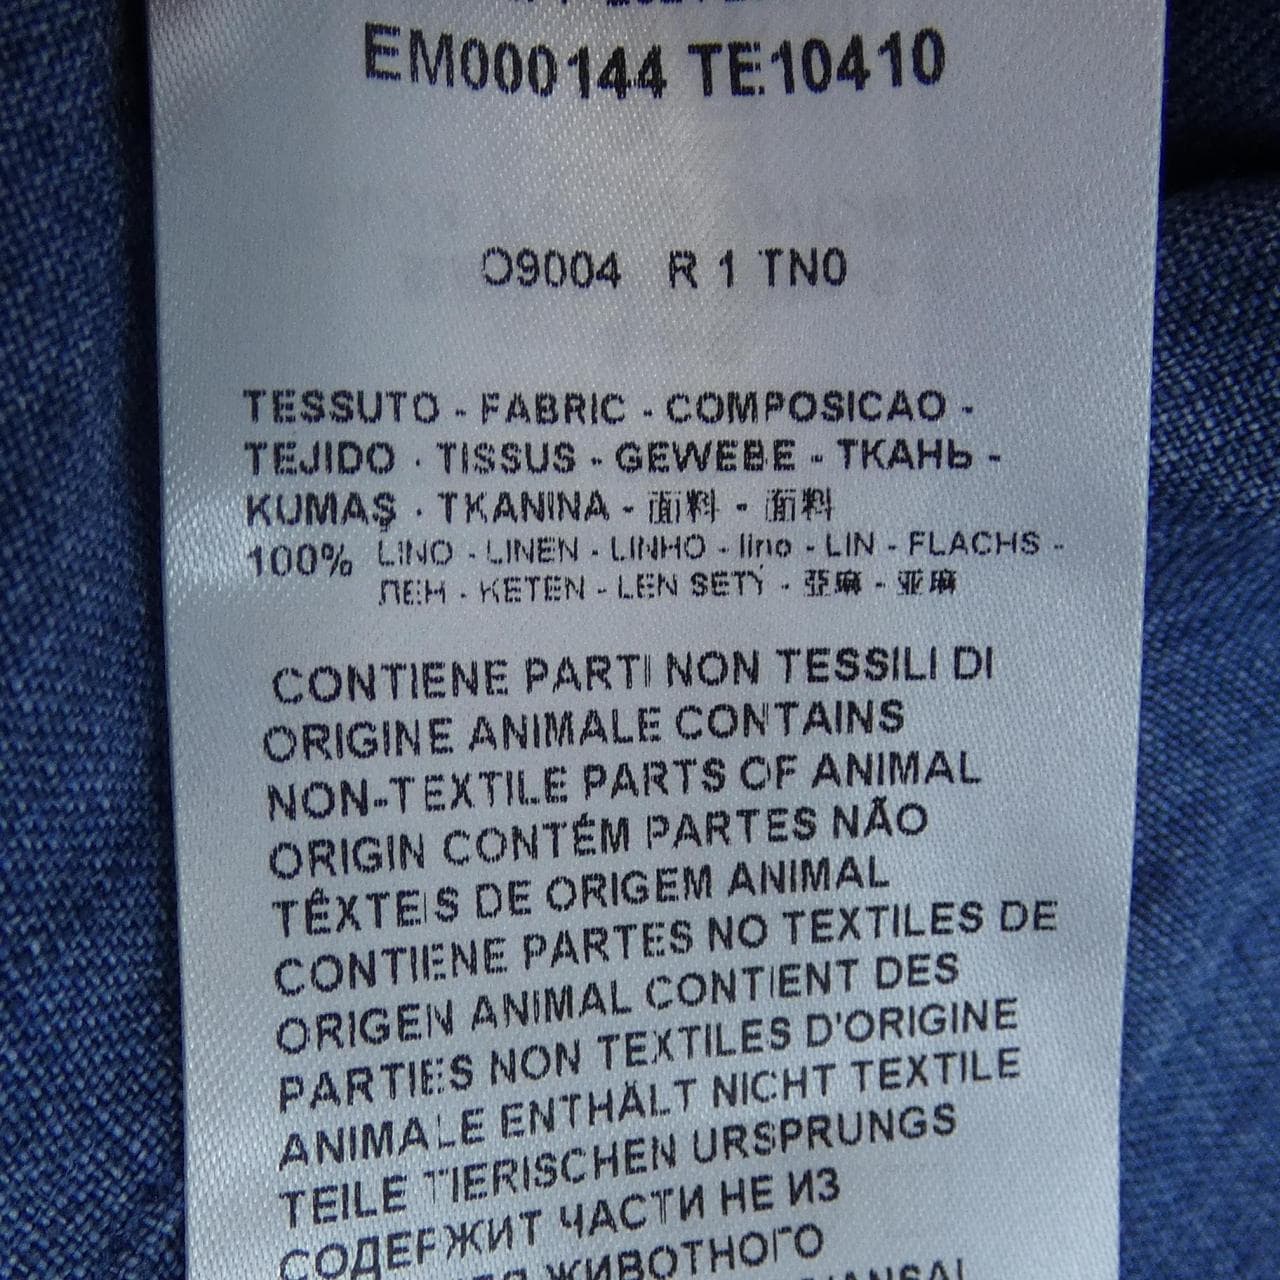 EM000144 TE10410
O9004 R 1 TN0
TESSUTO - FABRIC - COMPOSICAO -
TEJIDO - TISSUS - GEWEBE - ТКАНЬ -
KUMAŞ - TKANINA - 面料 - 面料
100% LINO - LINEN - LINHO - lino - LIN - FLACHS -
ЛЕН - KETEN - LEN SETÝ - 亞麻 - 亚麻
CONTIENE PARTI NON TESSILI DI
ORIGINE ANIMALE CONTAINS
NON-TEXTILE PARTS OF ANIMAL
ORIGIN CONTÉM PARTES NÃO
TÊXTEIS DE ORIGEM ANIMAL
CONTIENE PARTES NO TEXTILES DE
ORIGEN ANIMAL CONTIENT DES
PARTIES NON TEXTILES D'ORIGINE
ANIMALE ENTHÄLT NICHT TEXTILE
TEILE TIERISCHEN URSPRUNGS
СОДЕРЖИТ ЧАСТИ НЕ ИЗ
ЖИВОТНОГО